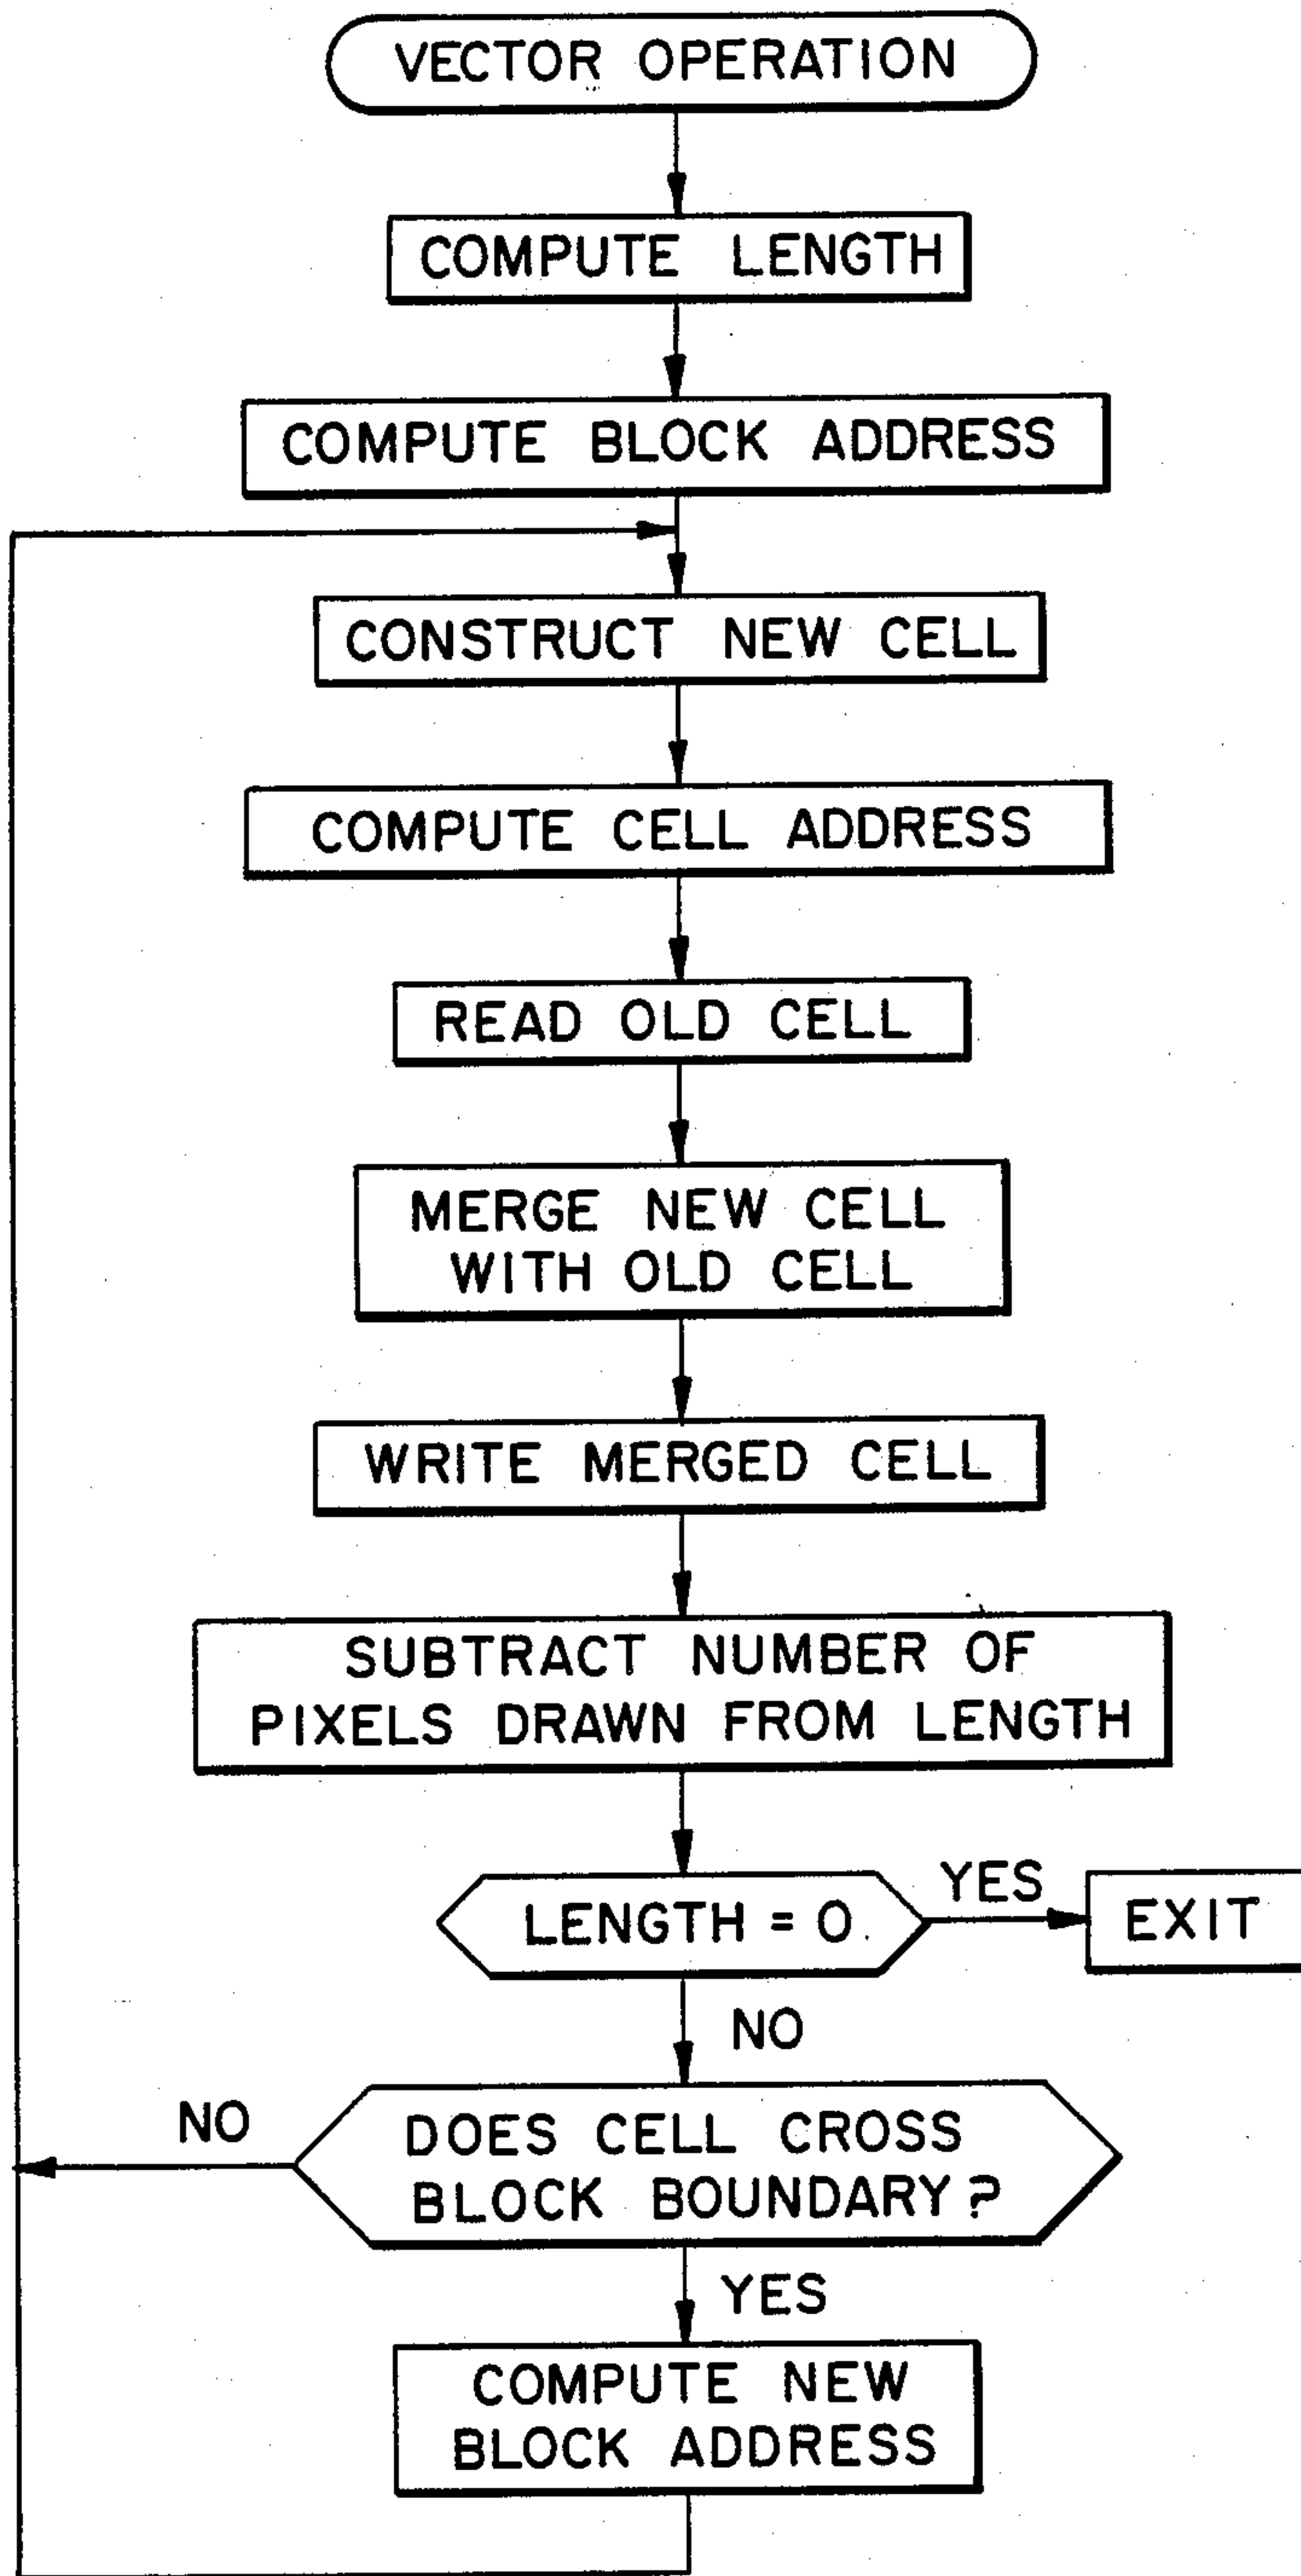 VECTOR OPERATION
COMPUTE LENGTH
COMPUTE BLOCK ADDRESS
CONSTRUCT NEW CELL
COMPUTE CELL ADDRESS
READ OLD CELL
MERGE NEW CELL
WITH OLD CELL
WRITE MERGED CELL
SUBTRACT NUMBER OF
PIXELS DRAWN FROM LENGTH
LENGTH = 0
YES
EXIT
NO
NO
DOES CELL CROSS
BLOCK BOUNDARY?
YES
COMPUTE NEW
BLOCK ADDRESS